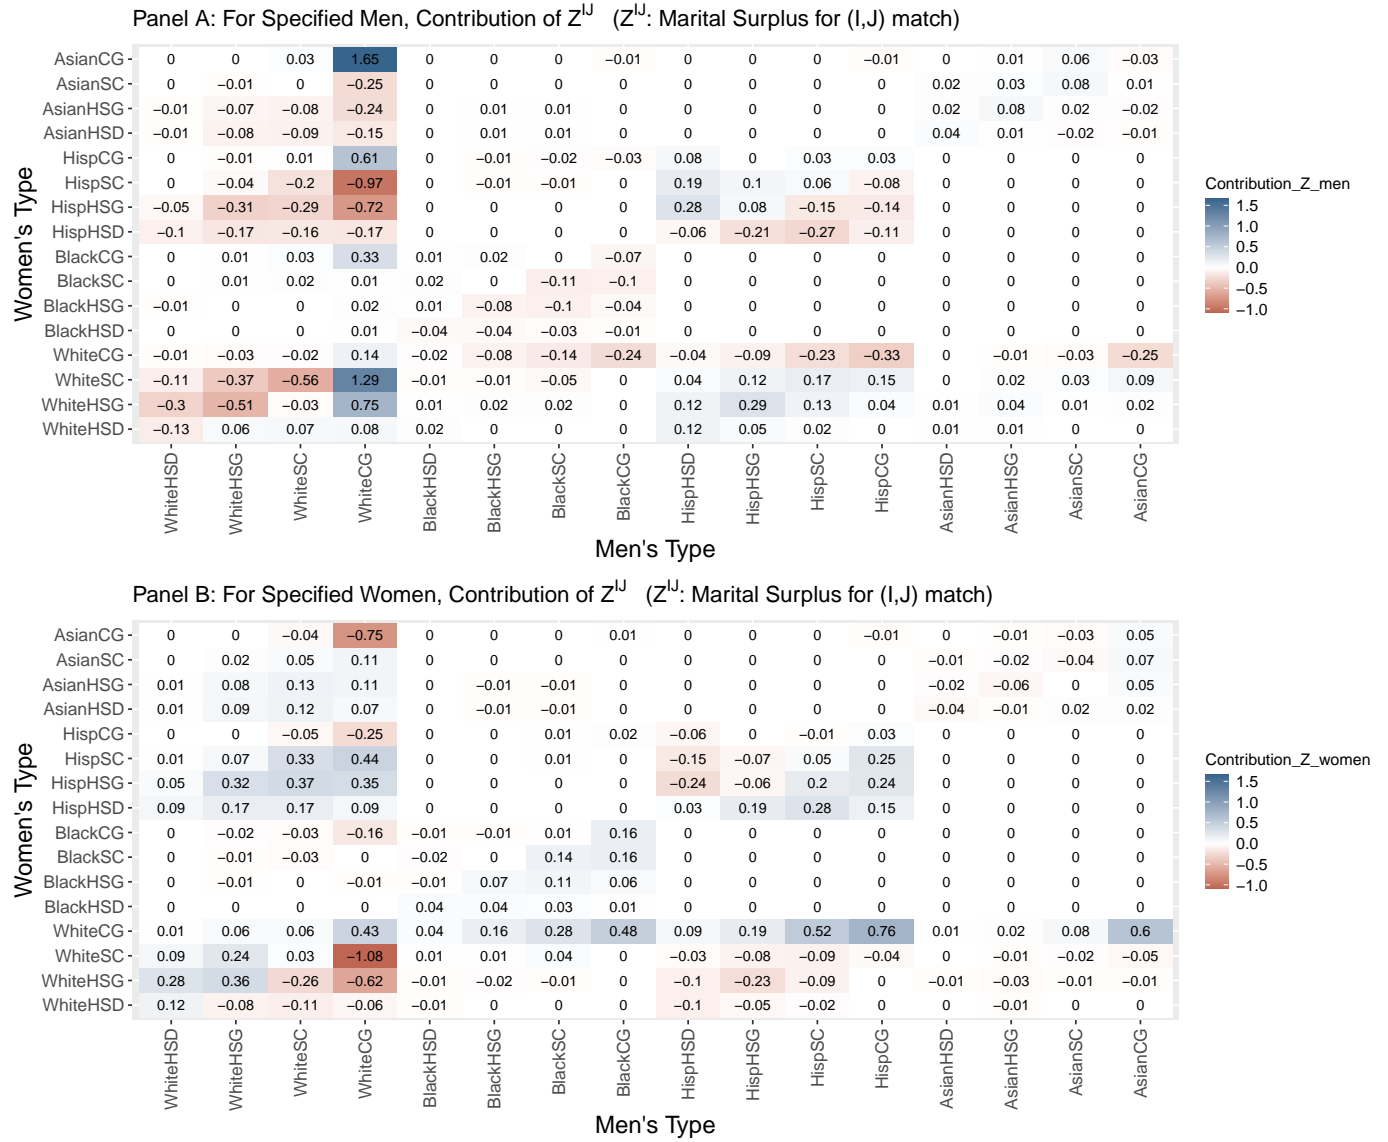 Panel A: For Specified Men, Contribution of Z^IJ (Z^IJ: Marital Surplus for (I,J) match)
Women's Type
AsianCG 0 0 0.03 1.65 0 0 0 −0.01 0 0 0 −0.01 0 0.01 0.06 −0.03
AsianSC 0 −0.01 0 −0.25 0 0 0 0 0 0 0 0 0.02 0.03 0.08 0.01
AsianHSG −0.01 −0.07 −0.08 −0.24 0 0.01 0.01 0 0 0 0 0 0.02 0.08 0.02 −0.02
AsianHSD −0.01 −0.08 −0.09 −0.15 0 0.01 0.01 0 0 0 0 0 0.04 0.01 −0.02 −0.01
HispCG 0 −0.01 0.01 0.61 0 −0.01 −0.02 −0.03 0.08 0 0.03 0.03 0 0 0 0
HispSC 0 −0.04 −0.2 −0.97 0 −0.01 −0.01 0 0.19 0.1 0.06 −0.08 0 0 0 0
HispHSG −0.05 −0.31 −0.29 −0.72 0 0 0 0 0.28 0.08 −0.15 −0.14 0 0 0 0
HispHSD −0.1 −0.17 −0.16 −0.17 0 0 0 0 −0.06 −0.21 −0.27 −0.11 0 0 0 0
BlackCG 0 0.01 0.03 0.33 0.01 0.02 0 −0.07 0 0 0 0 0 0 0 0
BlackSC 0 0.01 0.02 0.01 0.02 0 −0.11 −0.1 0 0 0 0 0 0 0 0
BlackHSG −0.01 0 0 0.02 0.01 −0.08 −0.1 −0.04 0 0 0 0 0 0 0 0
BlackHSD 0 0 0 0.01 −0.04 −0.04 −0.03 −0.01 0 0 0 0 0 0 0 0
WhiteCG −0.01 −0.03 −0.02 0.14 −0.02 −0.08 −0.14 −0.24 −0.04 −0.09 −0.23 −0.33 0 −0.01 −0.03 −0.25
WhiteSC −0.11 −0.37 −0.56 1.29 −0.01 −0.01 −0.05 0 0.04 0.12 0.17 0.15 0 0.02 0.03 0.09
WhiteHSG −0.3 −0.51 −0.03 0.75 0.01 0.02 0.02 0 0.12 0.29 0.13 0.04 0.01 0.04 0.01 0.02
WhiteHSD −0.13 0.06 0.07 0.08 0.02 0 0 0 0.12 0.05 0.02 0 0.01 0.01 0 0
WhiteHSD WhiteHSG WhiteSC WhiteCG BlackHSD BlackHSG BlackSC BlackCG HispHSD HispHSG HispSC HispCG AsianHSD AsianHSG AsianSC AsianCG
Men's Type
Contribution_Z_men
1.5
1.0
0.5
0.0
−0.5
−1.0
Panel B: For Specified Women, Contribution of Z^IJ (Z^IJ: Marital Surplus for (I,J) match)
Women's Type
AsianCG 0 0 −0.04 −0.75 0 0 0 0.01 0 0 0 −0.01 0 −0.01 −0.03 0.05
AsianSC 0 0.02 0.05 0.11 0 0 0 0 0 0 0 0 −0.01 −0.02 −0.04 0.07
AsianHSG 0.01 0.08 0.13 0.11 0 −0.01 −0.01 0 0 0 0 0 −0.02 −0.06 0 0.05
AsianHSD 0.01 0.09 0.12 0.07 0 −0.01 −0.01 0 0 0 0 0 −0.04 −0.01 0.02 0.02
HispCG 0 0 −0.05 −0.25 0 0 0.01 0.02 −0.06 0 −0.01 0.03 0 0 0 0
HispSC 0.01 0.07 0.33 0.44 0 0 0.01 0 −0.15 −0.07 0.05 0.25 0 0 0 0
HispHSG 0.05 0.32 0.37 0.35 0 0 0 0 −0.24 −0.06 0.2 0.24 0 0 0 0
HispHSD 0.09 0.17 0.17 0.09 0 0 0 0 0.03 0.19 0.28 0.15 0 0 0 0
BlackCG 0 −0.02 −0.03 −0.16 −0.01 −0.01 0.01 0.16 0 0 0 0 0 0 0 0
BlackSC 0 −0.01 −0.03 0 −0.02 0 0.14 0.16 0 0 0 0 0 0 0 0
BlackHSG 0 −0.01 0 −0.01 −0.01 0.07 0.11 0.06 0 0 0 0 0 0 0 0
BlackHSD 0 0 0 0 0.04 0.04 0.03 0.01 0 0 0 0 0 0 0 0
WhiteCG 0.01 0.06 0.06 0.43 0.04 0.16 0.28 0.48 0.09 0.19 0.52 0.76 0.01 0.02 0.08 0.6
WhiteSC 0.09 0.24 0.03 −1.08 0.01 0.01 0.04 0 −0.03 −0.08 −0.09 −0.04 0 −0.01 −0.02 −0.05
WhiteHSG 0.28 0.36 −0.26 −0.62 −0.01 −0.02 −0.01 0 −0.1 −0.23 −0.09 0 −0.01 −0.03 −0.01 −0.01
WhiteHSD 0.12 −0.08 −0.11 −0.06 −0.01 0 0 0 −0.1 −0.05 −0.02 0 0 −0.01 0 0
WhiteHSD WhiteHSG WhiteSC WhiteCG BlackHSD BlackHSG BlackSC BlackCG HispHSD HispHSG HispSC HispCG AsianHSD AsianHSG AsianSC AsianCG
Men's Type
Contribution_Z_women
1.5
1.0
0.5
0.0
−0.5
−1.0